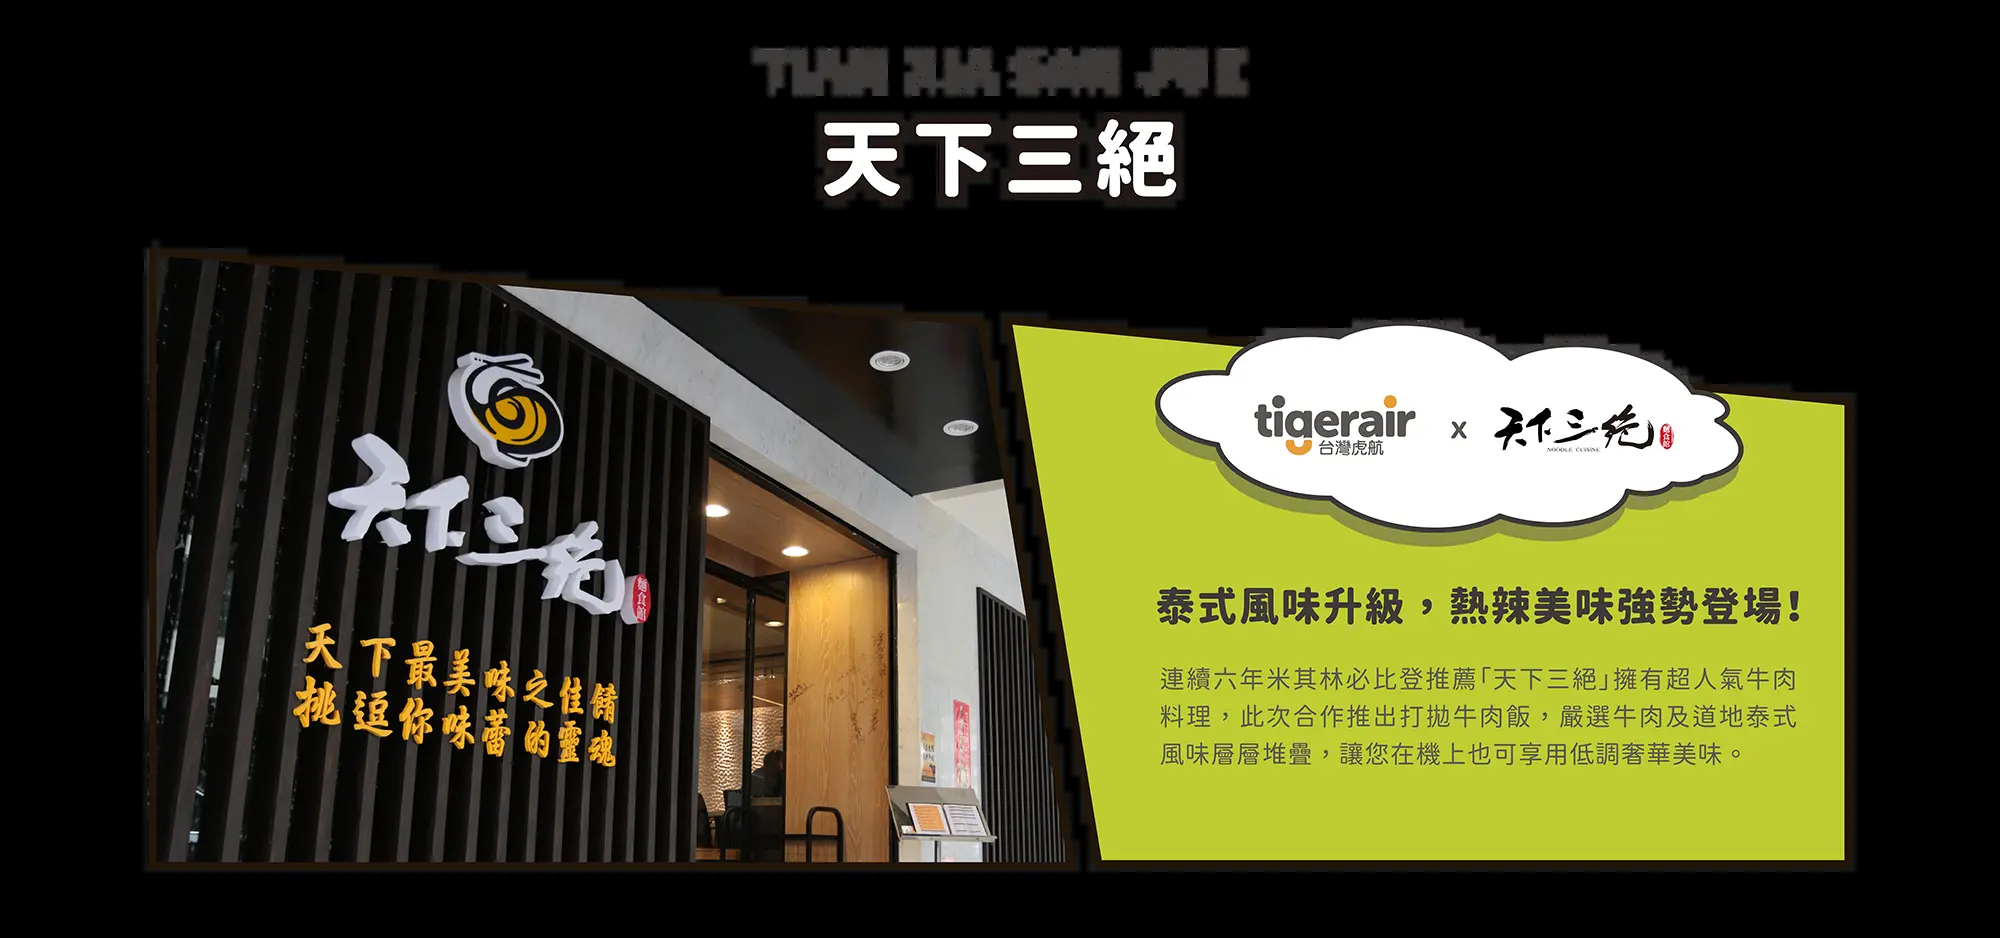 TIAN XIA SAN JUE
天下三絕
天下三絕
麵食館
天下最美味之佳餚
挑逗你味蕾的靈魂
tigerair
台灣虎航
x
天下三絕
麵食館
NOODLE CUISINE
泰式風味升級，熱辣美味強勢登場！
連續六年米其林必比登推薦「天下三絕」擁有超人氣牛肉
料理，此次合作推出打拋牛肉飯，嚴選牛肉及道地泰式
風味層層堆疊，讓您在機上也可享用低調奢華美味。